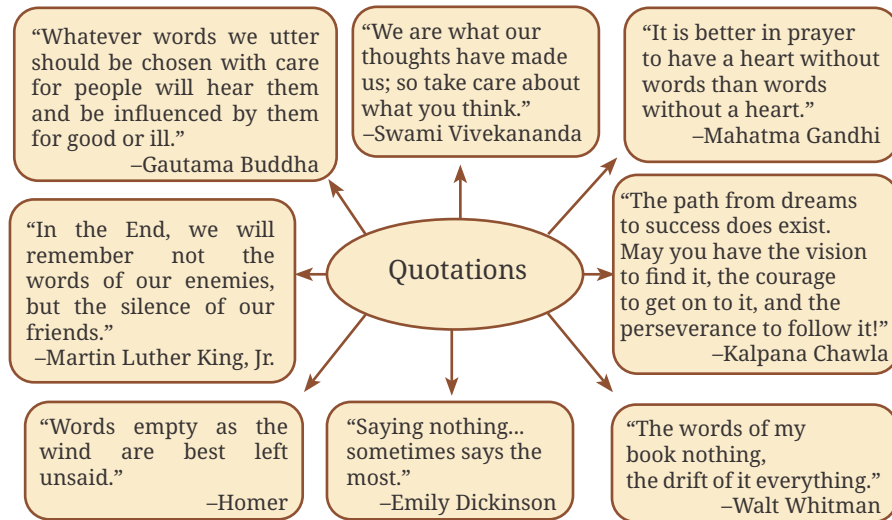 “Whatever words we utter
should be chosen with care
for people will hear them
and be influenced by them
for good or ill.”
–Gautama Buddha
“We are what our
thoughts have made
us; so take care about
what you think.”
–Swami Vivekananda
“It is better in prayer
to have a heart without
words than words
without a heart.”
–Mahatma Gandhi
“In the End, we will
remember not the
words of our enemies,
but the silence of our
friends.”
–Martin Luther King, Jr.
Quotations
“The path from dreams
to success does exist.
May you have the vision
to find it, the courage
to get on to it, and the
perseverance to follow it!”
–Kalpana Chawla
“Words empty as the
wind are best left
unsaid.”
–Homer
“Saying nothing...
sometimes says the
most.”
–Emily Dickinson
“The words of my
book nothing,
the drift of it everything.”
–Walt Whitman